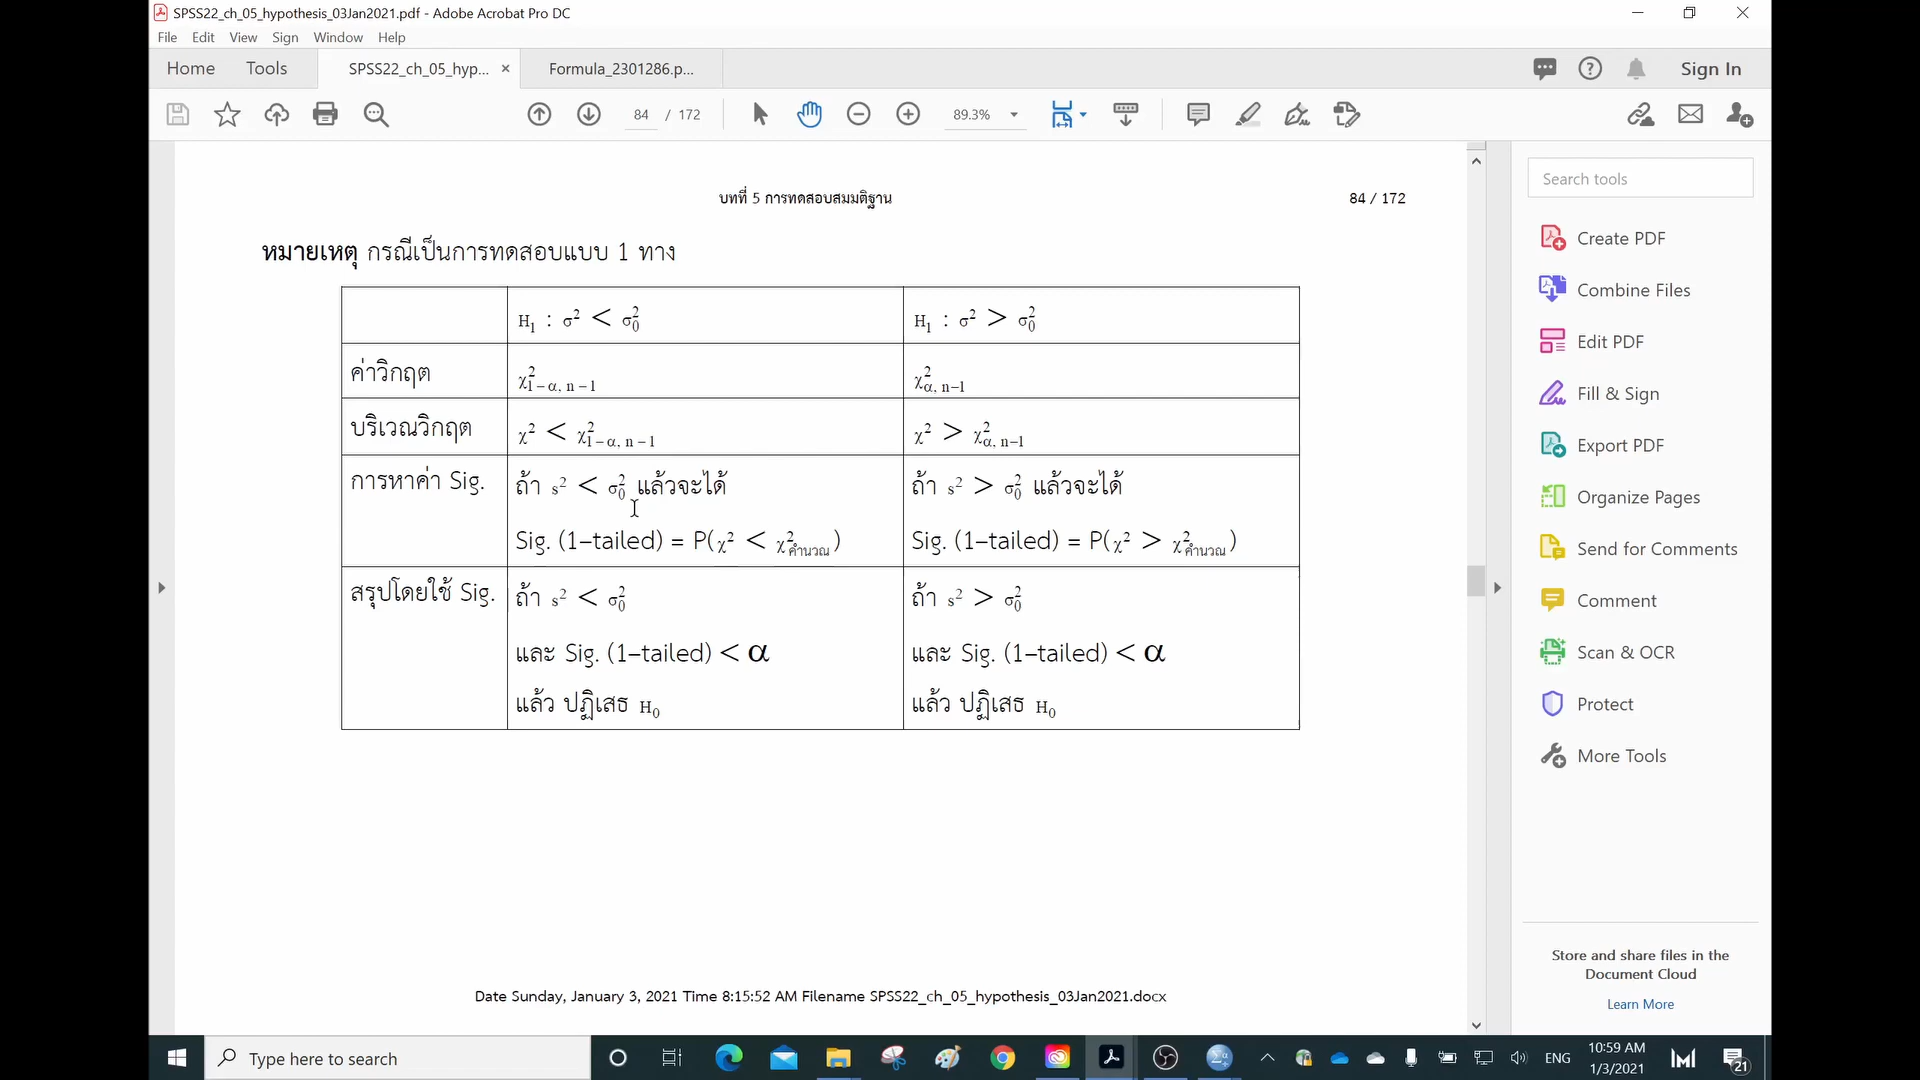 SPSS22_ch_05_hypothesis_03Jan2021.pdf - Adobe Acrobat Pro DC
File Edit View Sign Window Help
Home Tools SPSS22_ch_05_hyp... × Formula_2301286.p... Sign In
84 / 172 89.3%
บทที่ 5 การทดสอบสมมติฐาน 84 / 172
หมายเหตุ กรณีเป็นการทดสอบแบบ 1 ทาง
H₁ : σ² < σ₀² H₁ : σ² > σ₀²
ค่าวิกฤต χ²₁₋α, n-1 χ²α, n-1
บริเวณวิกฤต χ² < χ²₁₋α, n-1 χ² > χ²α, n-1
การหาค่า Sig. ถ้า s² < σ₀² แล้วจะได้ ถ้า s² > σ₀² แล้วจะได้
Sig. (1–tailed) = P(χ² < χ²คำนวณ) Sig. (1–tailed) = P(χ² > χ²คำนวณ)
สรุปโดยใช้ Sig. ถ้า s² < σ₀² ถ้า s² > σ₀²
และ Sig. (1–tailed) < α และ Sig. (1–tailed) < α
แล้ว ปฏิเสธ H₀ แล้ว ปฏิเสธ H₀
Date Sunday, January 3, 2021 Time 8:15:52 AM Filename SPSS22_ch_05_hypothesis_03Jan2021.docx
Search tools
Create PDF
Combine Files
Edit PDF
Fill & Sign
Export PDF
Organize Pages
Send for Comments
Comment
Scan & OCR
Protect
More Tools
Store and share files in the
Document Cloud
Learn More
Type here to search
ENG
10:59 AM
1/3/2021
21